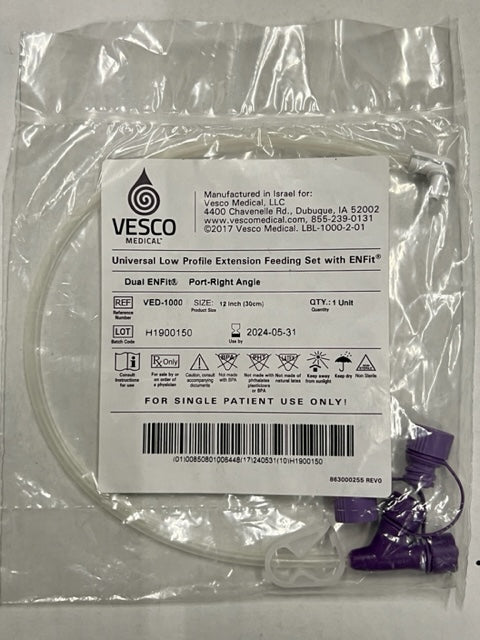 VESCO
MEDICAL
Manufactured in Israel for:
Vesco Medical, LLC
4400 Chavenelle Rd., Dubuque, IA 52002
www.vescomedical.com, 855-239-0131
©2017 Vesco Medical. LBL-1000-2-01
Universal Low Profile Extension Feeding Set with ENFit®
Dual ENFit® Port-Right Angle
REF VED-1000 SIZE: 12 inch (30cm) QTY.: 1 Unit
Reference Number Product Size Quantity
LOT H1900150 2024-05-31
Batch Code Use by
Rx Only BPA PHT
Consult Instructions for use
For sale by or an order of a physician
Caution, consult accompanying documents
Not made with BPA
Not made with phthalates plasticizers or BPA
Not made of natural latex
Keep away from sunlight
Keep dry
Non Sterile
FOR SINGLE PATIENT USE ONLY!
(01)00850801006448(17)240531(10)H1900150
863000255 REV0